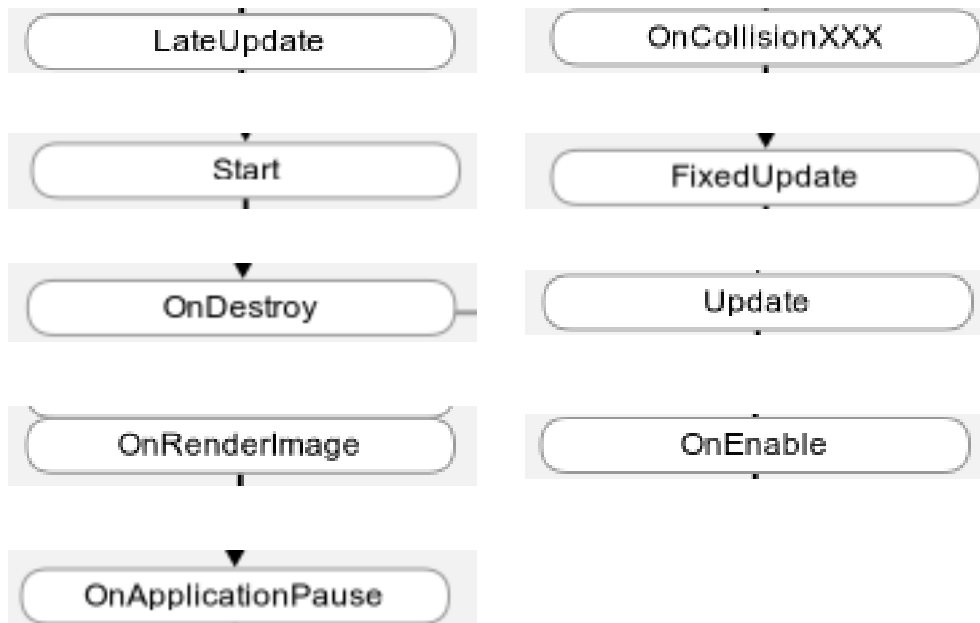 LateUpdate
OnCollisionXXX
Start
FixedUpdate
OnDestroy
Update
OnRenderImage
OnEnable
OnApplicationPause